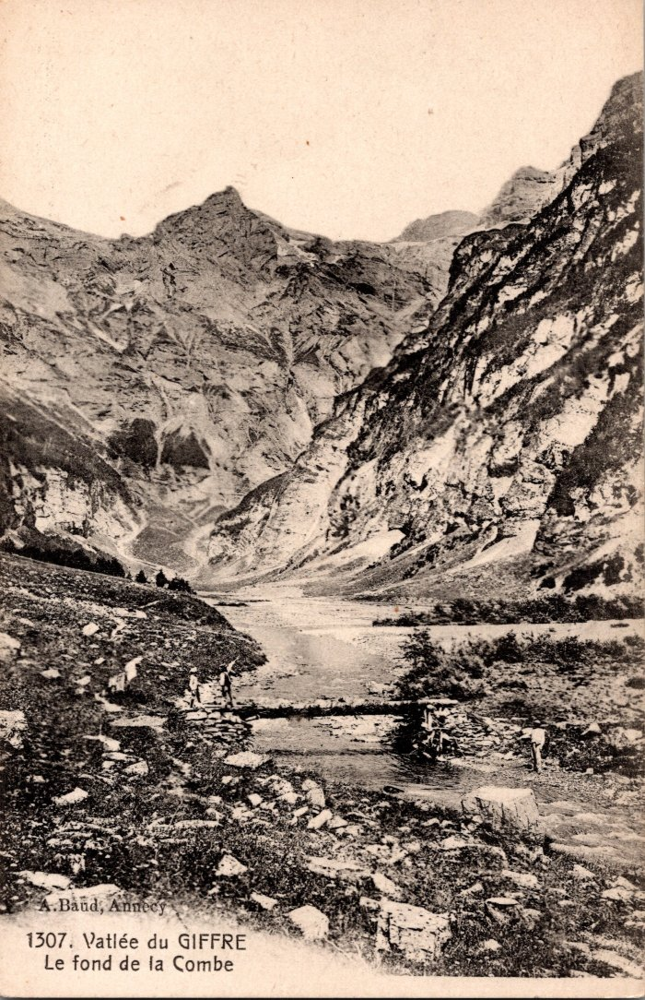 A. Baud, Annecy
1307. Vallée du GIFFRE
Le fond de la Combe